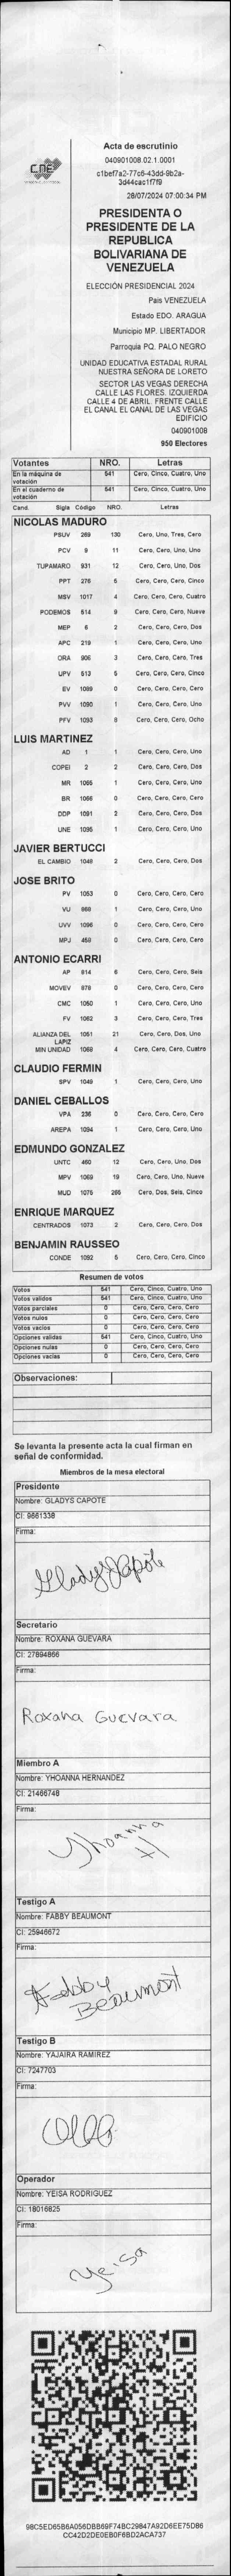 CNE
Acta de escrutinio
040901008.02.1.0001
c1bef7a2-77c6-43dd-9b2a-
3d44cac1f7f9
28/07/2024 07:00:34 PM
PRESIDENTA O
PRESIDENTE DE LA
REPUBLICA
BOLIVARIANA DE
VENEZUELA
ELECCIÓN PRESIDENCIAL 2024
Pais VENEZUELA
Estado EDO. ARAGUA
Municipio MP. LIBERTADOR
Parroquia PQ. PALO NEGRO
UNIDAD EDUCATIVA ESTADAL RURAL
NUESTRA SEÑORA DE LORETO
SECTOR LAS VEGAS DERECHA
CALLE LAS FLORES. IZQUIERDA
CALLE 4 DE ABRIL. FRENTE CALLE
EL CANAL EL CANAL DE LAS VEGAS
EDIFICIO
040901008
950 Electores
Votantes NRO. Letras
En la máquina de votación 541 Cero, Cinco, Cuatro, Uno
En el cuaderno de votación 541 Cero, Cinco, Cuatro, Uno
Cand. Sigla Código NRO. Letras
NICOLAS MADURO
PSUV 269 130 Cero, Uno, Tres, Cero
PCV 9 11 Cero, Cero, Uno, Uno
TUPAMARO 931 12 Cero, Cero, Uno, Dos
PPT 276 5 Cero, Cero, Cero, Cinco
MSV 1017 4 Cero, Cero, Cero, Cuatro
PODEMOS 514 9 Cero, Cero, Cero, Nueve
MEP 6 2 Cero, Cero, Cero, Dos
APC 219 1 Cero, Cero, Cero, Uno
ORA 906 3 Cero, Cero, Cero, Tres
UPV 513 5 Cero, Cero, Cero, Cinco
EV 1089 0 Cero, Cero, Cero, Cero
PVV 1090 1 Cero, Cero, Cero, Uno
PFV 1093 8 Cero, Cero, Cero, Ocho
LUIS MARTINEZ
AD 1 1 Cero, Cero, Cero, Uno
COPEI 2 2 Cero, Cero, Cero, Dos
MR 1065 1 Cero, Cero, Cero, Uno
BR 1066 0 Cero, Cero, Cero, Cero
DDP 1091 2 Cero, Cero, Cero, Dos
UNE 1095 1 Cero, Cero, Cero, Uno
JAVIER BERTUCCI
EL CAMBIO 1048 2 Cero, Cero, Cero, Dos
JOSE BRITO
PV 1053 0 Cero, Cero, Cero, Cero
VU 868 1 Cero, Cero, Cero, Uno
UVV 1096 0 Cero, Cero, Cero, Cero
MPJ 458 0 Cero, Cero, Cero, Cero
ANTONIO ECARRI
AP 914 6 Cero, Cero, Cero, Seis
MOVEV 978 0 Cero, Cero, Cero, Cero
CMC 1050 1 Cero, Cero, Cero, Uno
FV 1062 3 Cero, Cero, Cero, Tres
ALIANZA DEL LAPIZ 1051 21 Cero, Cero, Dos, Uno
MIN UNIDAD 1068 4 Cero, Cero, Cero, Cuatro
CLAUDIO FERMIN
SPV 1049 1 Cero, Cero, Cero, Uno
DANIEL CEBALLOS
VPA 236 0 Cero, Cero, Cero, Cero
AREPA 1094 1 Cero, Cero, Cero, Uno
EDMUNDO GONZALEZ
UNTC 460 12 Cero, Cero, Uno, Dos
MPV 1069 19 Cero, Cero, Uno, Nueve
MUD 1075 265 Cero, Dos, Seis, Cinco
ENRIQUE MARQUEZ
CENTRADOS 1073 2 Cero, Cero, Cero, Dos
BENJAMIN RAUSSEO
CONDE 1092 5 Cero, Cero, Cero, Cinco
Resumen de votos
Votos 541 Cero, Cinco, Cuatro, Uno
Votos validos 541 Cero, Cinco, Cuatro, Uno
Votos parciales 0 Cero, Cero, Cero, Cero
Votos nulos 0 Cero, Cero, Cero, Cero
Votos vacios 0 Cero, Cero, Cero, Cero
Opciones validas 541 Cero, Cinco, Cuatro, Uno
Opciones nulas 0 Cero, Cero, Cero, Cero
Opciones vacias 0 Cero, Cero, Cero, Cero
Observaciones:
Se levanta la presente acta la cual firman en
señal de conformidad.
Miembros de la mesa electoral
Presidente
Nombre: GLADYS CAPOTE
CI: 9661338
Firma:
Gladys Capote
Secretario
Nombre: ROXANA GUEVARA
CI: 27894866
Firma:
Roxana Guevara
Miembro A
Nombre: YHOANNA HERNANDEZ
CI: 21466748
Firma:
Yhoanna H
Testigo A
Nombre: FABBY BEAUMONT
CI: 25946672
Firma:
Fabby
Beaumont
Testigo B
Nombre: YAJAIRA RAMIREZ
CI: 7247703
Firma:
Operador
Nombre: YEISA RODRIGUEZ
CI: 18016825
Firma:
Yeisa
98C5ED65B6A056DBB69F74BC29847A92D6EE75D86
CC42D2DE0EB0F6BD2ACA737